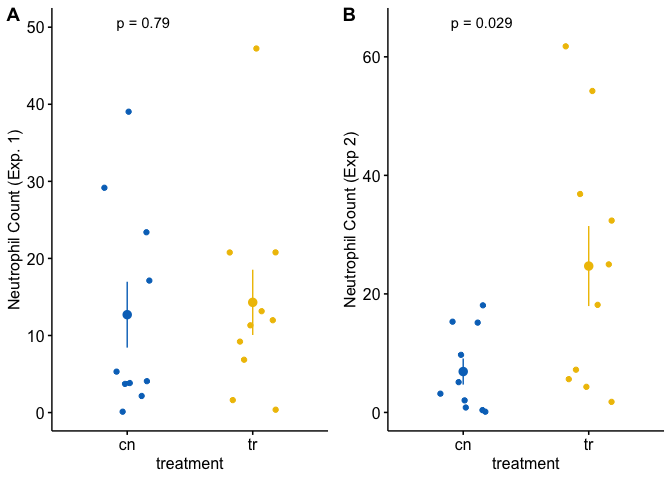 A
p = 0.79
Neutrophil Count (Exp. 1)
50
40
30
20
10
0
cn
tr
treatment
B
p = 0.029
Neutrophil Count (Exp 2)
60
40
20
0
cn
tr
treatment